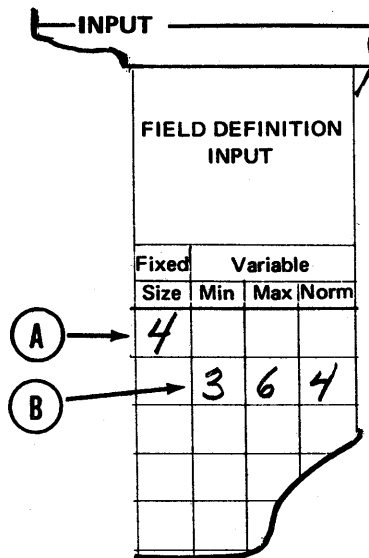 INPUT
FIELD DEFINITION
INPUT
Fixed Variable
Size Min Max Norm
A 4
B 3 6 4